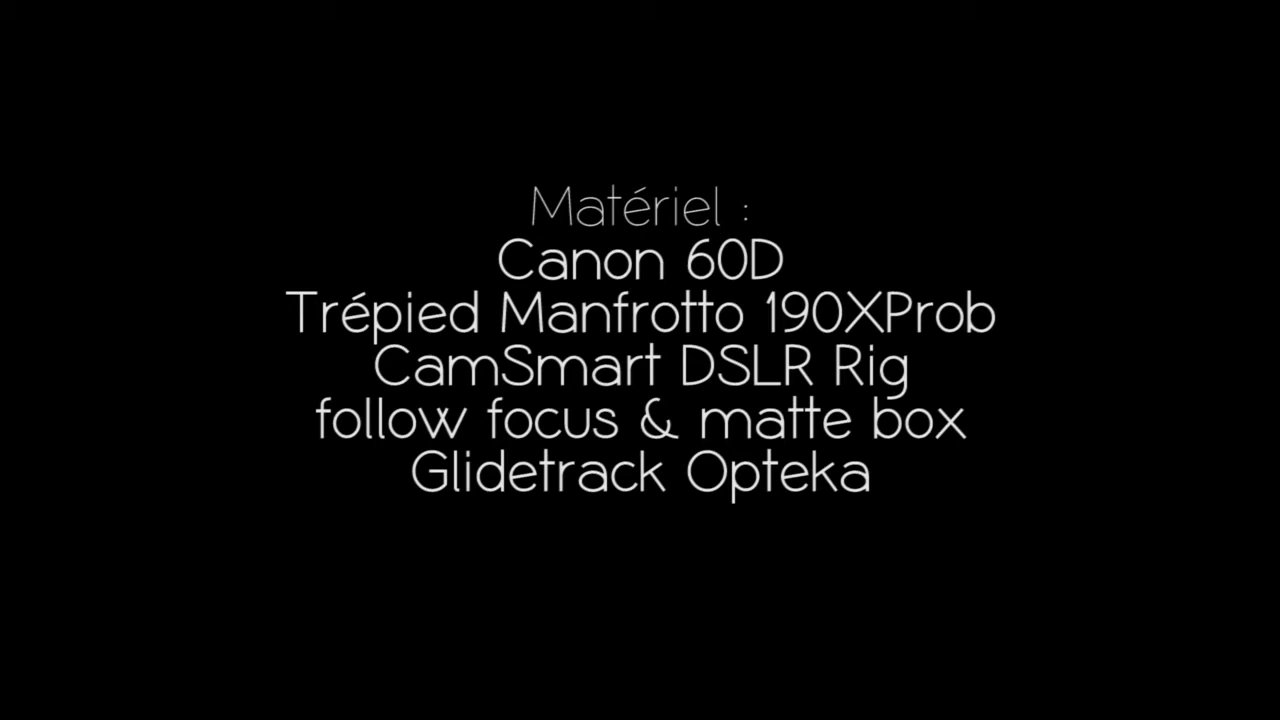 Matériel :
Canon 60D
Trépied Manfrotto 190XProb
CamSmart DSLR Rig
follow focus & matte box
Glidetrack Opteka